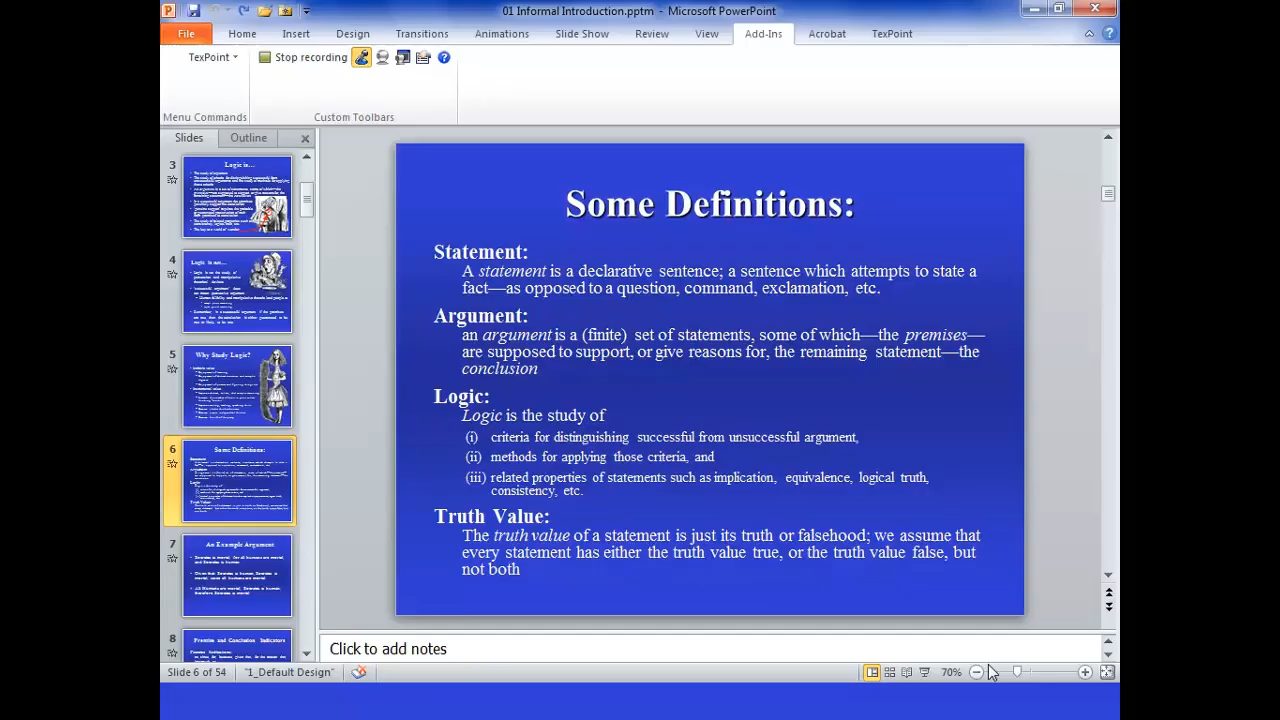 01 Informal Introduction.pptm - Microsoft PowerPoint
File Home Insert Design Transitions Animations Slide Show Review View Add-Ins Acrobat TexPoint
TexPoint Stop recording
Menu Commands Custom Toolbars
Slides Outline
3
Logic is...
4
Logic is not...
5
Why Study Logic?
6
Some Definitions:
7
An Example Argument
8
Premise and Conclusion Indicators
Some Definitions:
Statement:
A statement is a declarative sentence; a sentence which attempts to state a
fact—as opposed to a question, command, exclamation, etc.
Argument:
an argument is a (finite) set of statements, some of which—the premises—
are supposed to support, or give reasons for, the remaining statement—the
conclusion
Logic:
Logic is the study of
(i) criteria for distinguishing successful from unsuccessful argument,
(ii) methods for applying those criteria, and
(iii) related properties of statements such as implication, equivalence, logical truth,
consistency, etc.
Truth Value:
The truth value of a statement is just its truth or falsehood; we assume that
every statement has either the truth value true, or the truth value false, but
not both
Click to add notes
Slide 6 of 54 "1_Default Design" 70%